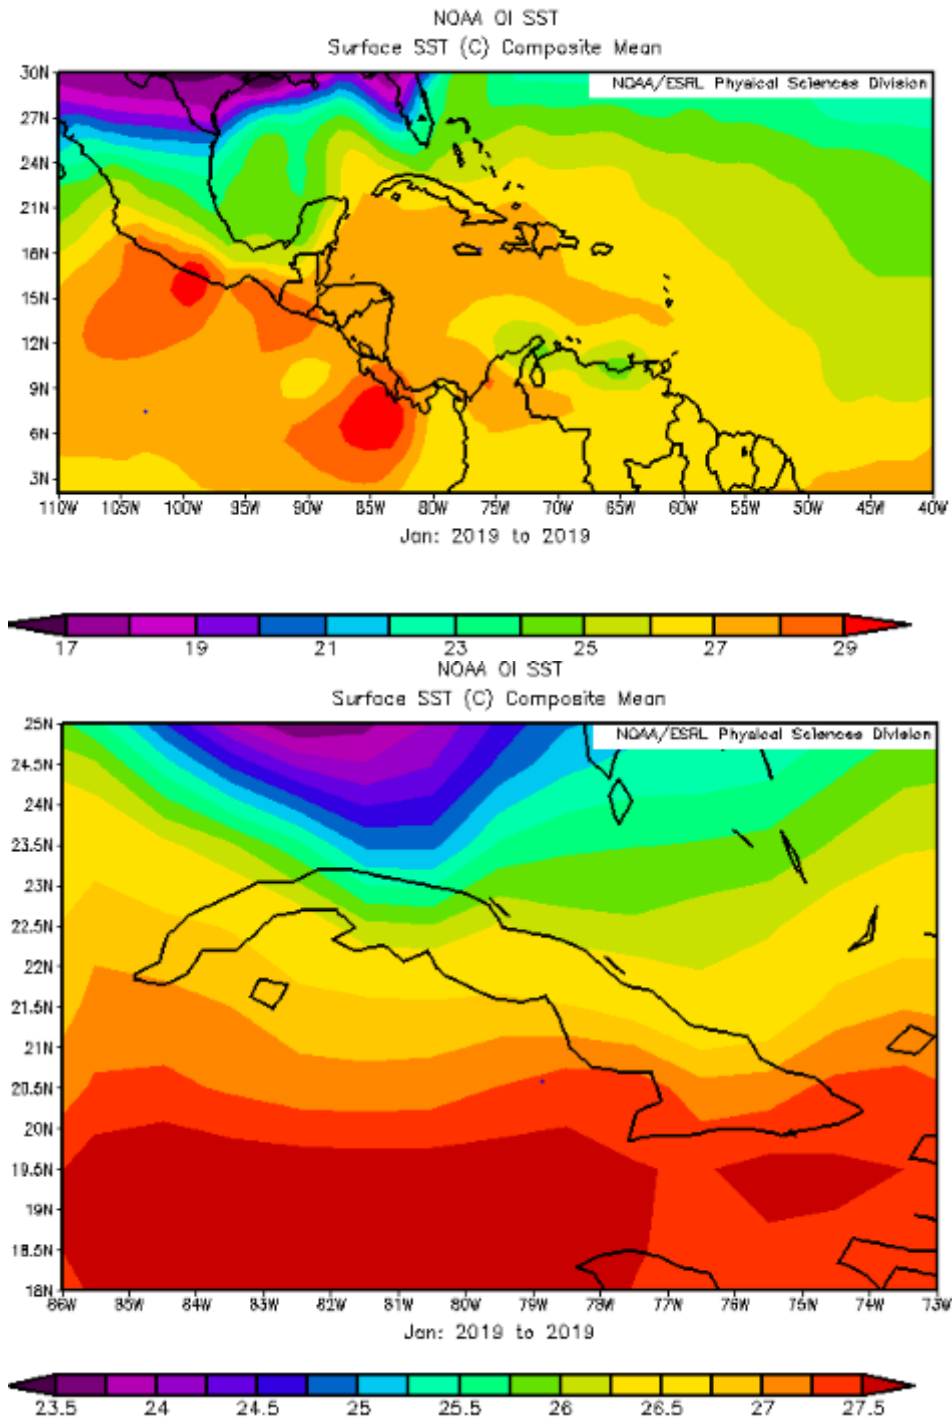 NOAA OI SST
Surface SST (C) Composite Mean
NOAA/ESRL Physical Sciences Division
30N
27N
24N
21N
18N
15N
12N
9N
6N
3N
110W 105W 100W 95W 90W 85W 80W 75W 70W 65W 60W 55W 50W 45W 40W
Jan: 2019 to 2019
17 19 21 23 25 27 29
NOAA OI SST
Surface SST (C) Composite Mean
NOAA/ESRL Physical Sciences Division
25N
24.5N
24N
23.5N
23N
22.5N
22N
21.5N
21N
20.5N
20N
19.5N
19N
18.5N
18N
86W 85W 84W 83W 82W 81W 80W 79W 78W 77W 76W 75W 74W 73W
Jan: 2019 to 2019
23.5 24 24.5 25 25.5 26 26.5 27 27.5